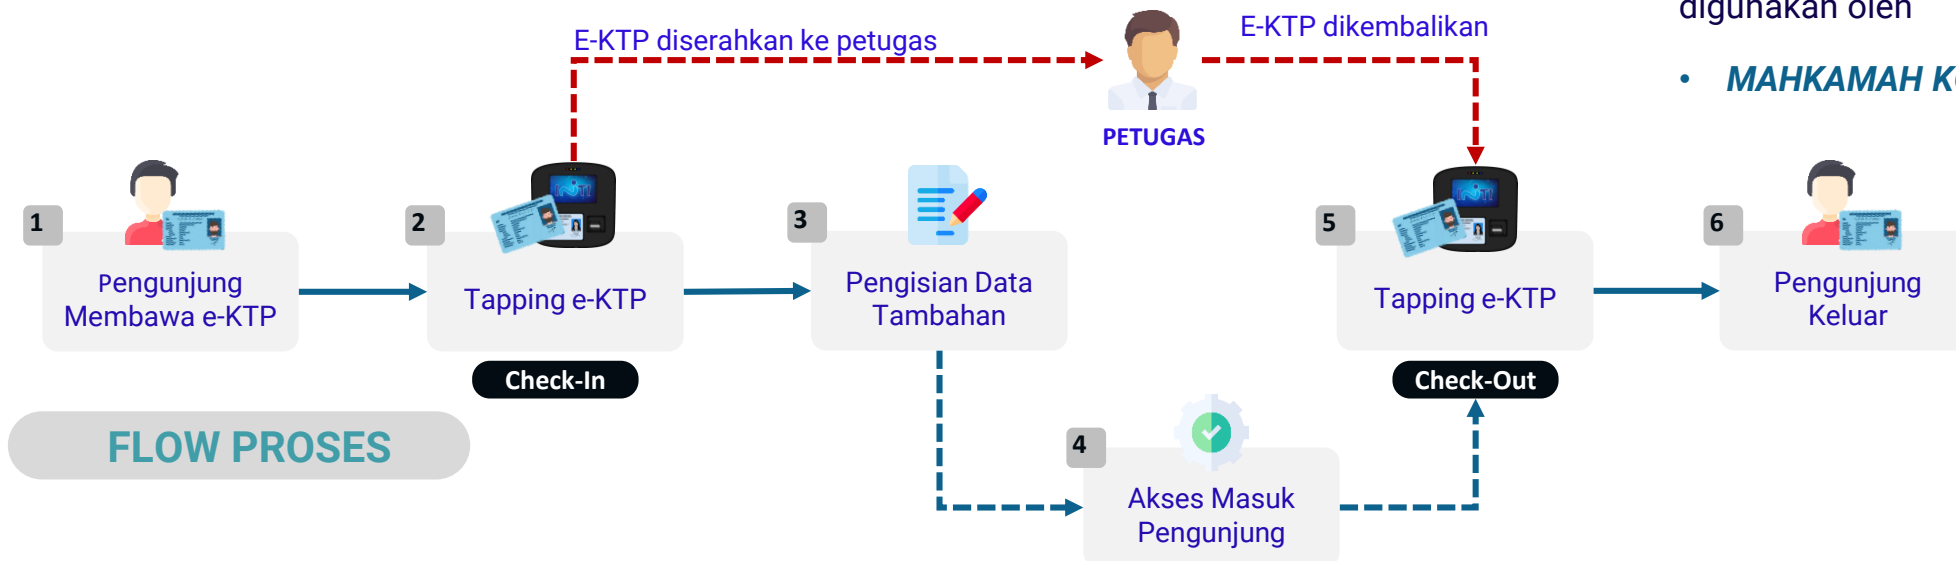 digunakan oleh
• MAHKAMAH
E-KTP diserahkan ke petugas
E-KTP dikembalikan
PETUGAS
1
Pengunjung
Membawa e-KTP
2
Tapping e-KTP
Check-In
3
Pengisian Data
Tambahan
4
Akses Masuk
Pengunjung
5
Tapping e-KTP
Check-Out
6
Pengunjung
Keluar
FLOW PROSES